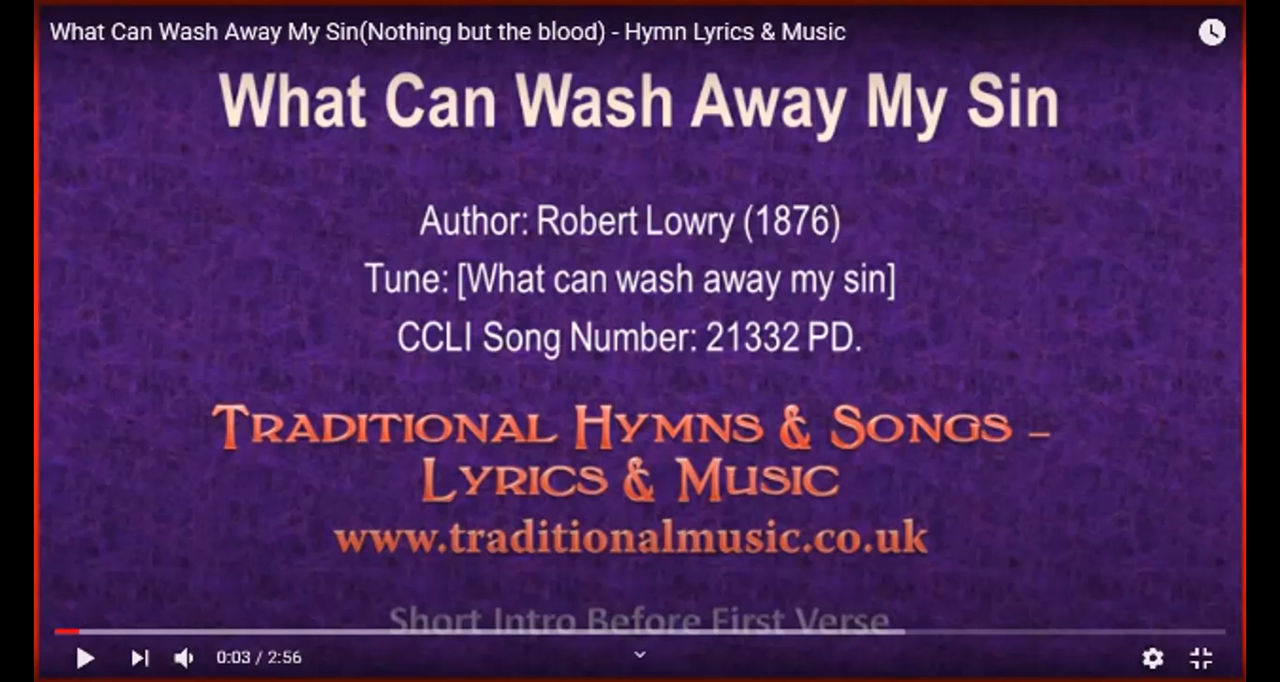 What Can Wash Away My Sin(Nothing but the blood) - Hymn Lyrics & Music
What Can Wash Away My Sin
Author: Robert Lowry (1876)
Tune: [What can wash away my sin]
CCLI Song Number: 21332 PD.
TRADITIONAL HYMNS & SONGS –
LYRICS & MUSIC
www.traditionalmusic.co.uk
Short Intro Before First Verse
0:03 / 2:56